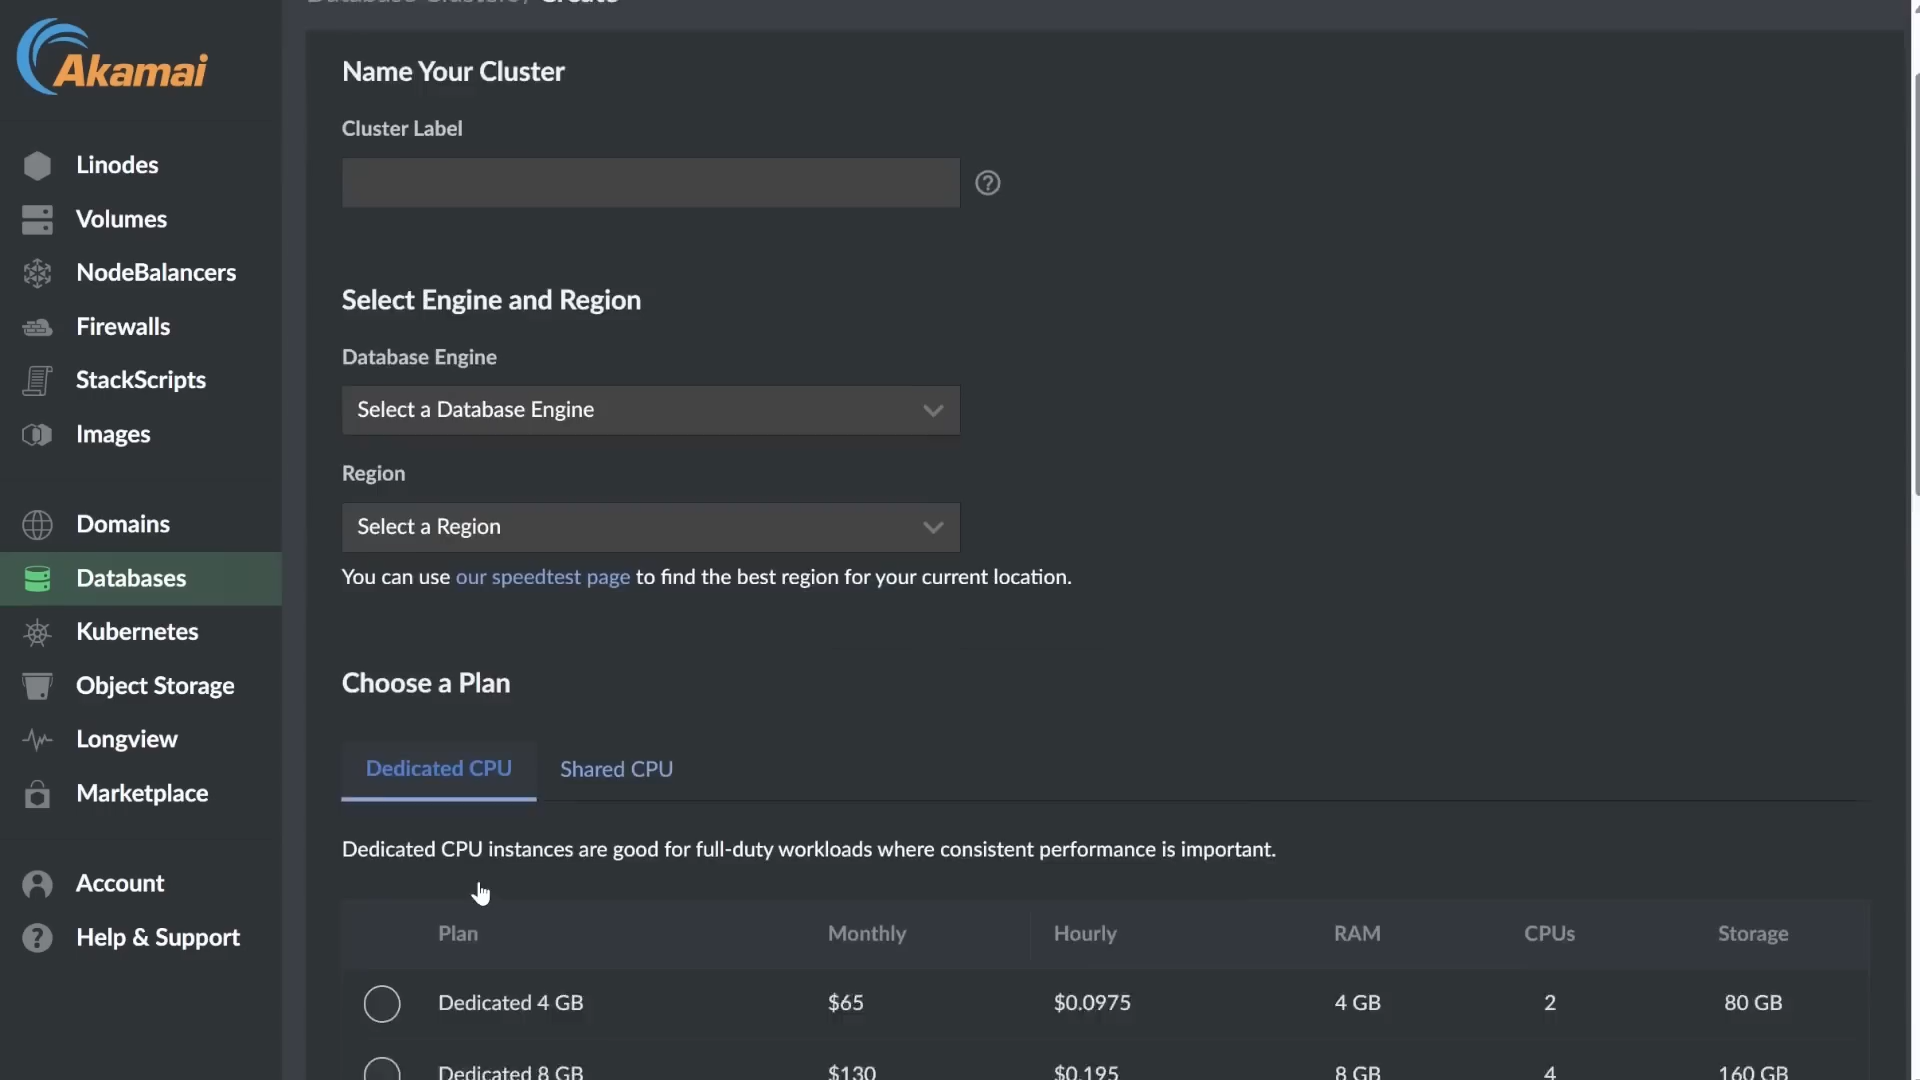 Database Clusters / Create
Akamai
Linodes
Volumes
NodeBalancers
Firewalls
StackScripts
Images
Domains
Databases
Kubernetes
Object Storage
Longview
Marketplace
Account
Help & Support
Name Your Cluster
Cluster Label
Select Engine and Region
Database Engine
Select a Database Engine
Region
Select a Region
You can use our speedtest page to find the best region for your current location.
Choose a Plan
Dedicated CPU Shared CPU
Dedicated CPU instances are good for full-duty workloads where consistent performance is important.
Plan Monthly Hourly RAM CPUs Storage
Dedicated 4 GB $65 $0.0975 4 GB 2 80 GB
Dedicated 8 GB $130 $0.195 8 GB 4 160 GB